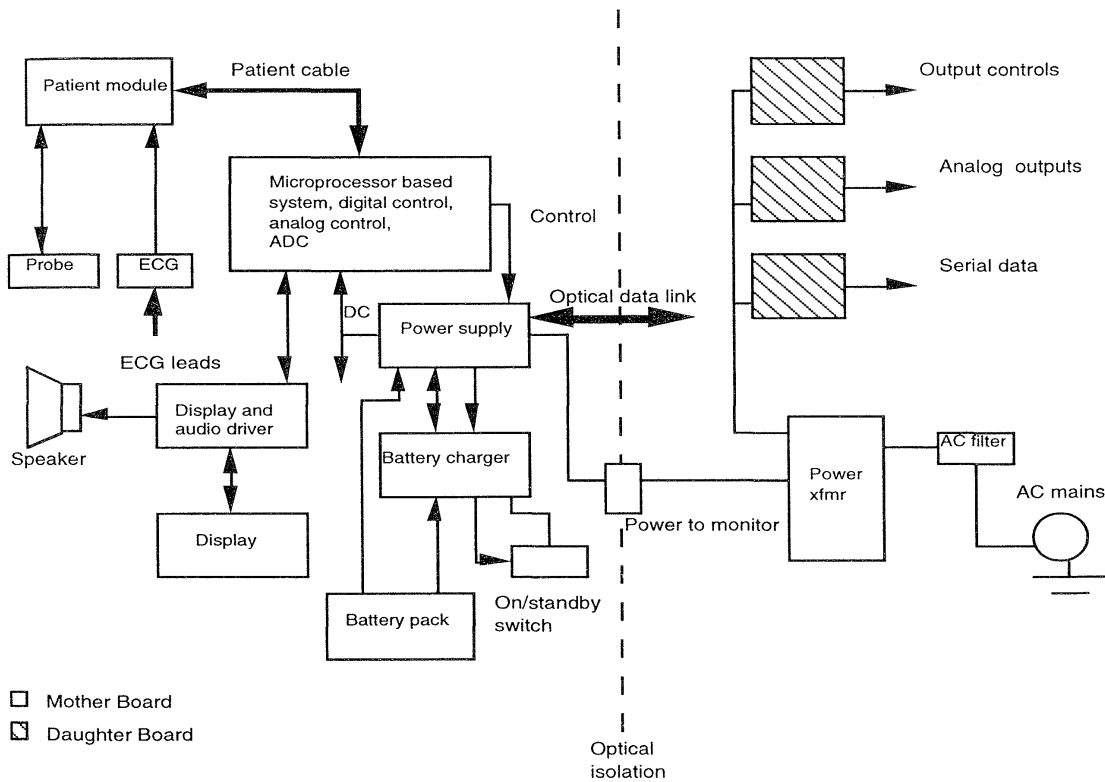 Patient module
Patient cable
Output controls
Microprocessor based
system, digital control,
analog control,
ADC
Control
Analog outputs
Probe
ECG
Serial data
Optical data link
DC
Power supply
ECG leads
Display and
audio driver
Speaker
Battery charger
AC filter
Power
xfmr
AC mains
Power to monitor
Display
On/standby
switch
Battery pack
Mother Board
Daughter Board
Optical
isolation